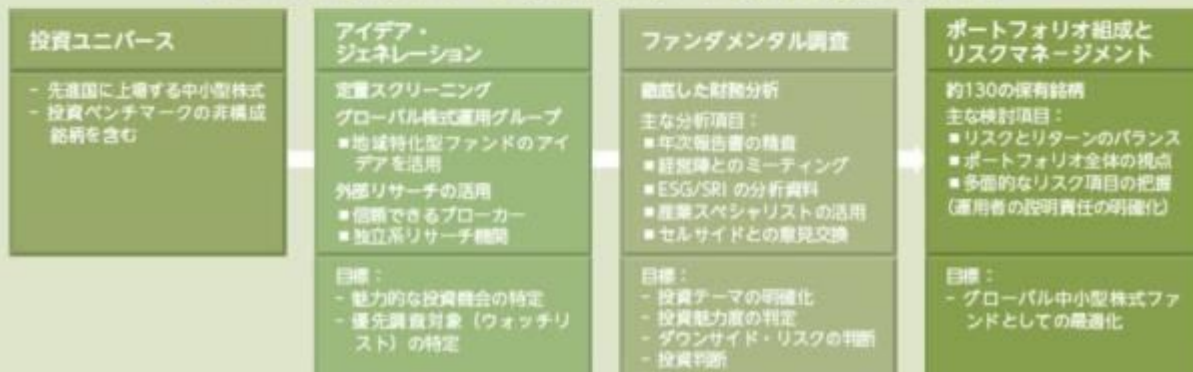 投資ユニバース
- 先進国に上場する中小型株式
- 投資ベンチマークの非構成
銘柄を含む
アイデア・
ジェネレーション
定量スクリーニング
グローバル株式運用グループ
■地域特化型ファンドのアイ
デアを活用
外部リサーチの活用
■信頼できるブローカー
■独立系リサーチ機関
目標：
- 魅力的な投資機会の特定
- 優先調査対象（ウォッチリ
スト）の特定
ファンダメンタル調査
徹底した財務分析
主な分析項目：
■年次報告書の精査
■経営陣とのミーティング
■ESG/SRI の分析資料
■産業スペシャリストの活用
■セルサイドとの意見交換
目標：
- 投資テーマの明確化
- 投資魅力度の判定
- ダウンサイド・リスクの判断
- 投資判断
ポートフォリオ組成と
リスクマネージメント
約130の保有銘柄
主な検討項目：
■リスクとリターンのバランス
■ポートフォリオ全体の視点
■多面的なリスク項目の把握
（運用者の説明責任の明確化）
目標：
- グローバル中小型株式ファ
ンドとしての最適化